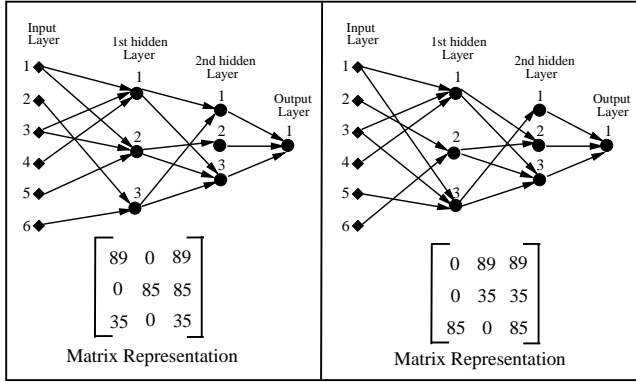 Input
Layer
1st hidden
Layer
2nd hidden
Layer
Output
Layer
1
2
3
4
5
6
1
2
3
1
2
3
1
89 0 89
0 85 85
35 0 35
Matrix Representation
Input
Layer
1st hidden
Layer
2nd hidden
Layer
Output
Layer
1
2
3
4
5
6
1
2
3
1
2
3
1
0 89 89
0 35 35
85 0 85
Matrix Representation